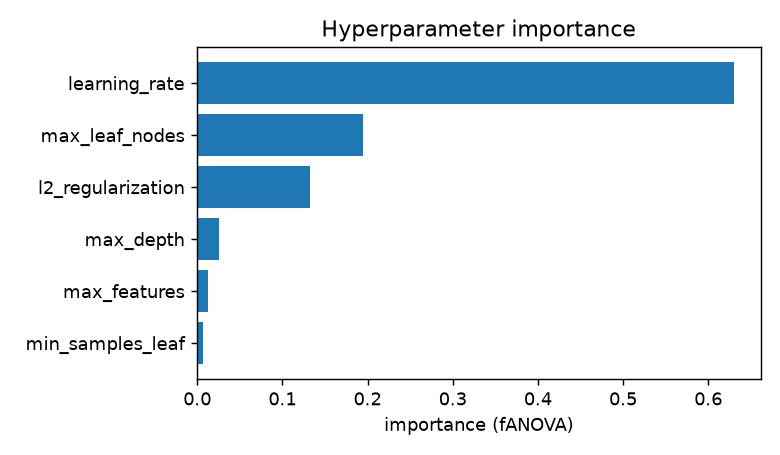 Hyperparameter importance
learning_rate
max_leaf_nodes
l2_regularization
max_depth
max_features
min_samples_leaf
0.0 0.1 0.2 0.3 0.4 0.5 0.6
importance (fANOVA)